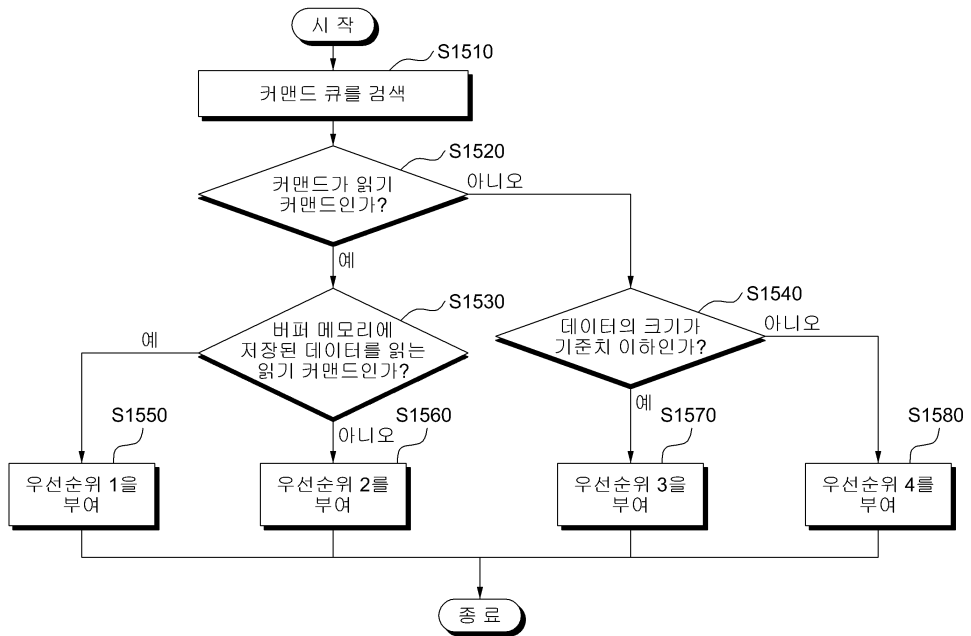 시 작
S1510
커맨드 큐를 검색
S1520
커맨드가 읽기
커맨드인가?
아니오
예
S1530
버퍼 메모리에
저장된 데이터를 읽는
읽기 커맨드인가?
예
아니오
S1540
데이터의 크기가
기준치 이하인가?
아니오
예
S1550
우선순위 1을
부여
S1560
우선순위 2를
부여
S1570
우선순위 3을
부여
S1580
우선순위 4를
부여
종 료